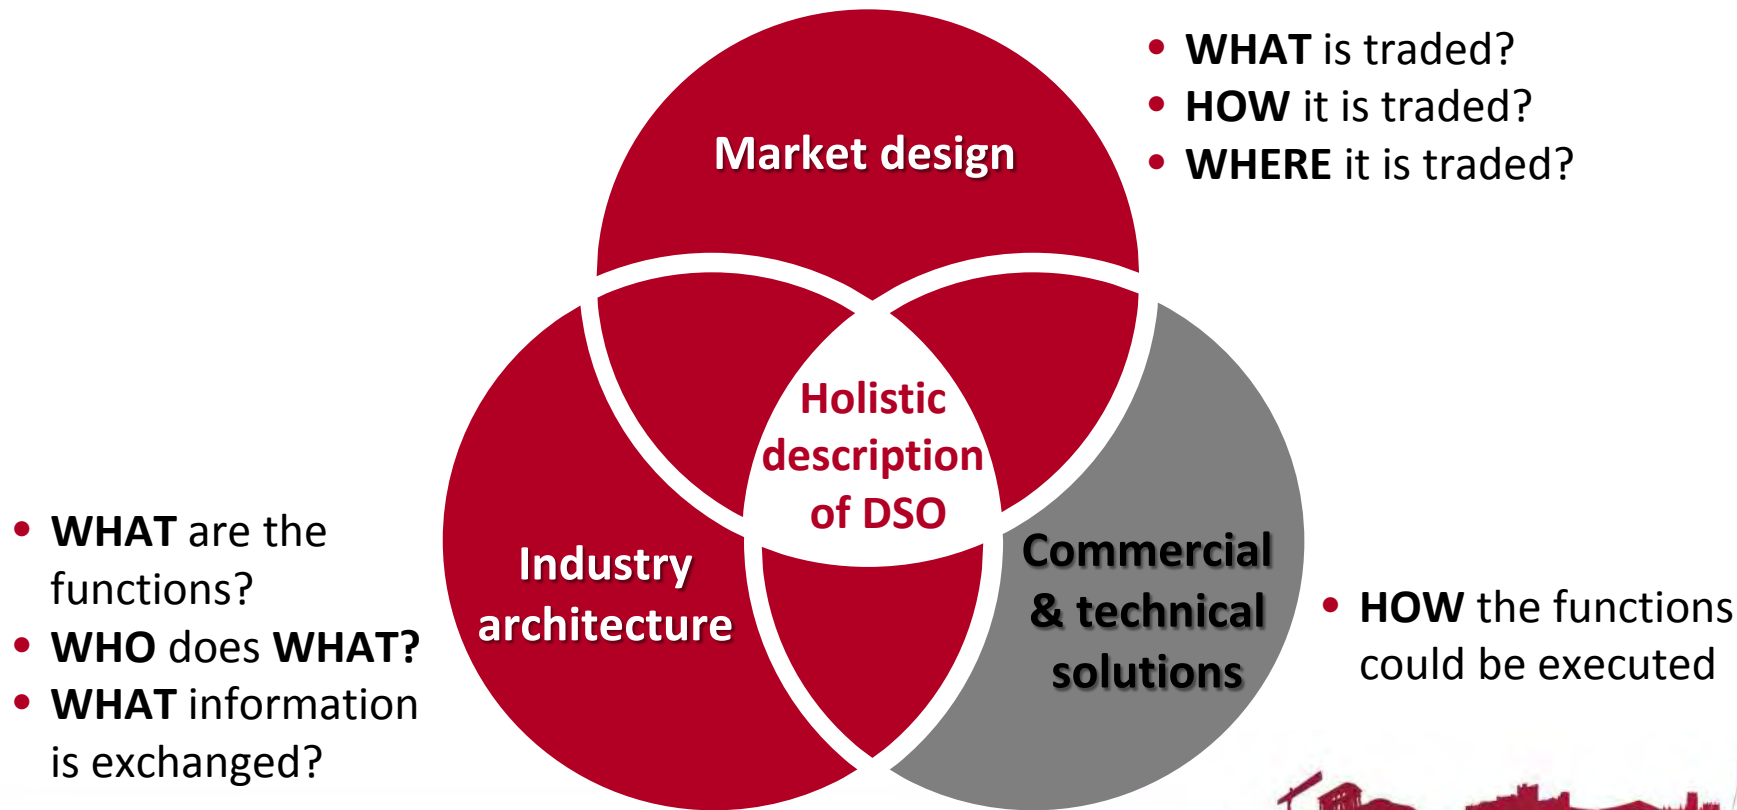 Market design
• WHAT is traded?
• HOW it is traded?
• WHERE it is traded?
Holistic
description
of DSO
• WHAT are the
functions?
• WHO does WHAT?
• WHAT information
is exchanged?
Industry
architecture
Commercial
& technical
solutions
• HOW the functions
could be executed